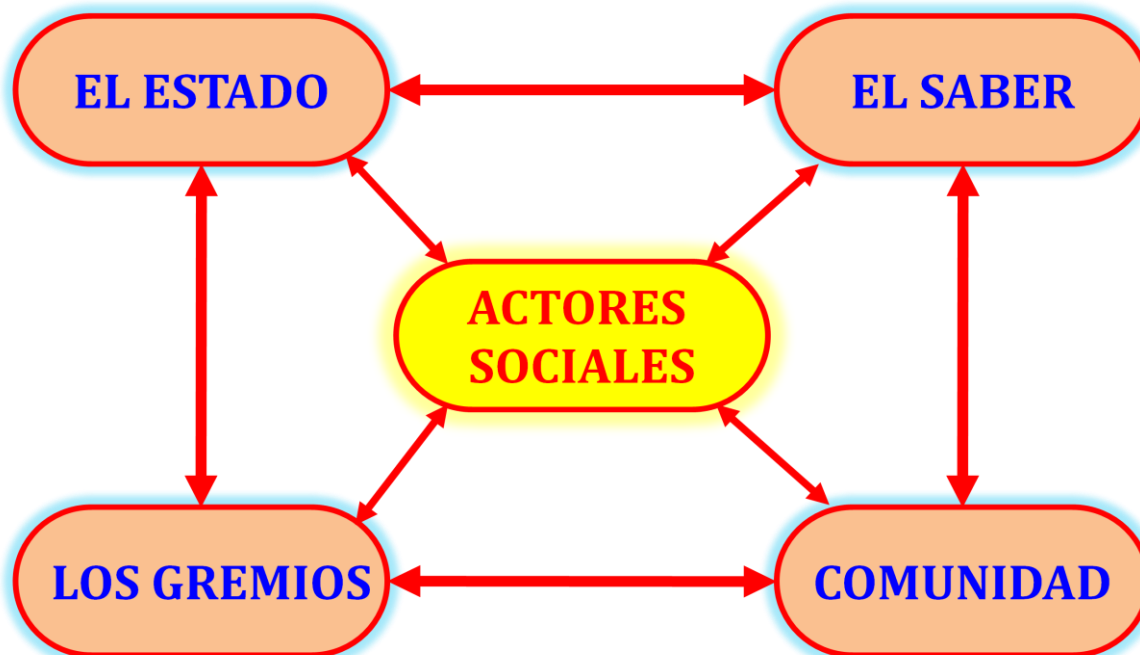 EL ESTADO
EL SABER
ACTORES
SOCIALES
LOS GREMIOS
COMUNIDAD